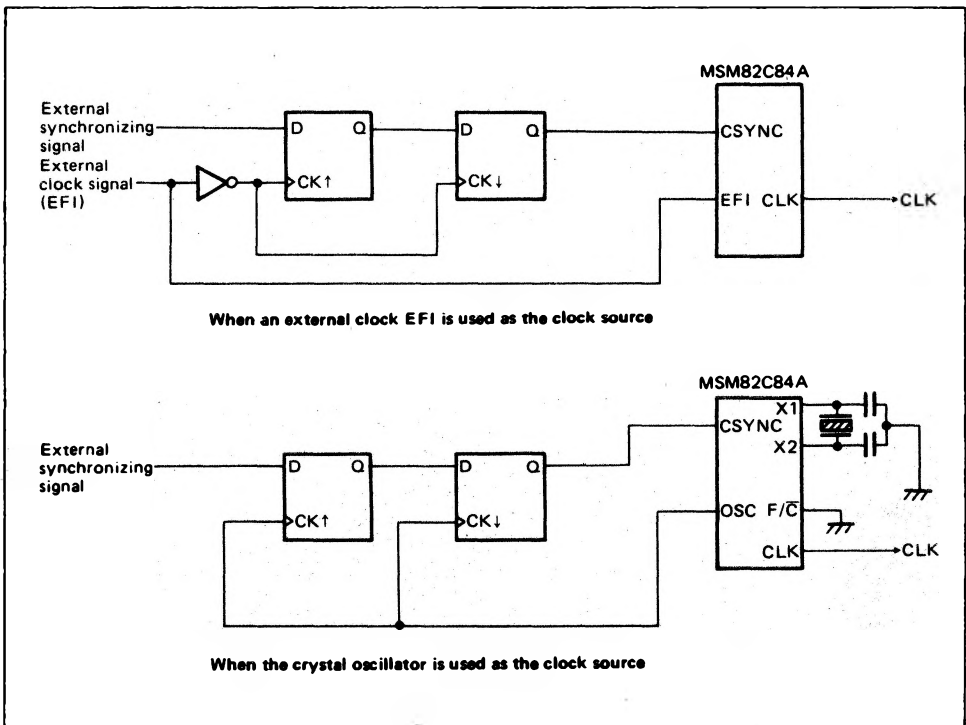 MSM82C84A
External
synchronizing
signal
D Q
D Q
CSYNC
External
clock signal
(EFI)
CK↑
CK↓
EFI CLK
CLK
When an external clock EFI is used as the clock source
MSM82C84A
X1
CSYNC
X2
External
synchronizing
signal
D Q
D Q
CK↑
CK↓
OSC F/C̅
CLK
CLK
When the crystal oscillator is used as the clock source